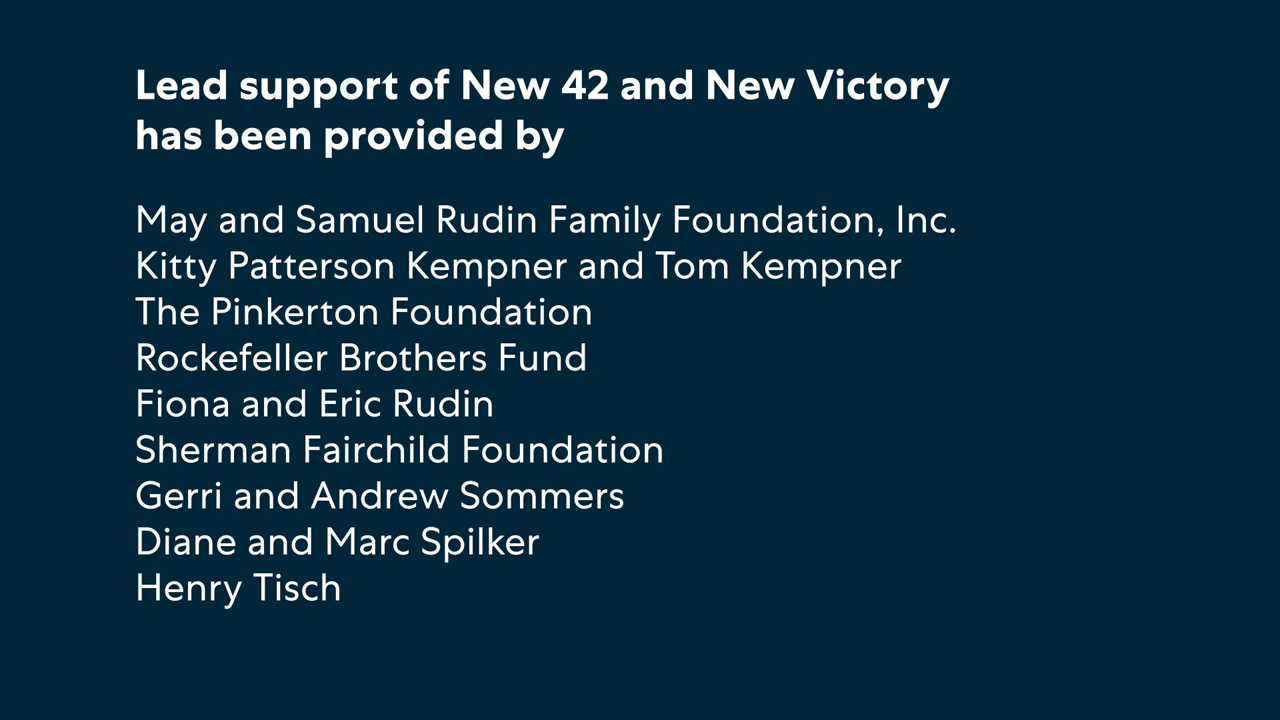 Lead support of New 42 and New Victory
has been provided by
May and Samuel Rudin Family Foundation, Inc.
Kitty Patterson Kempner and Tom Kempner
The Pinkerton Foundation
Rockefeller Brothers Fund
Fiona and Eric Rudin
Sherman Fairchild Foundation
Gerri and Andrew Sommers
Diane and Marc Spilker
Henry Tisch